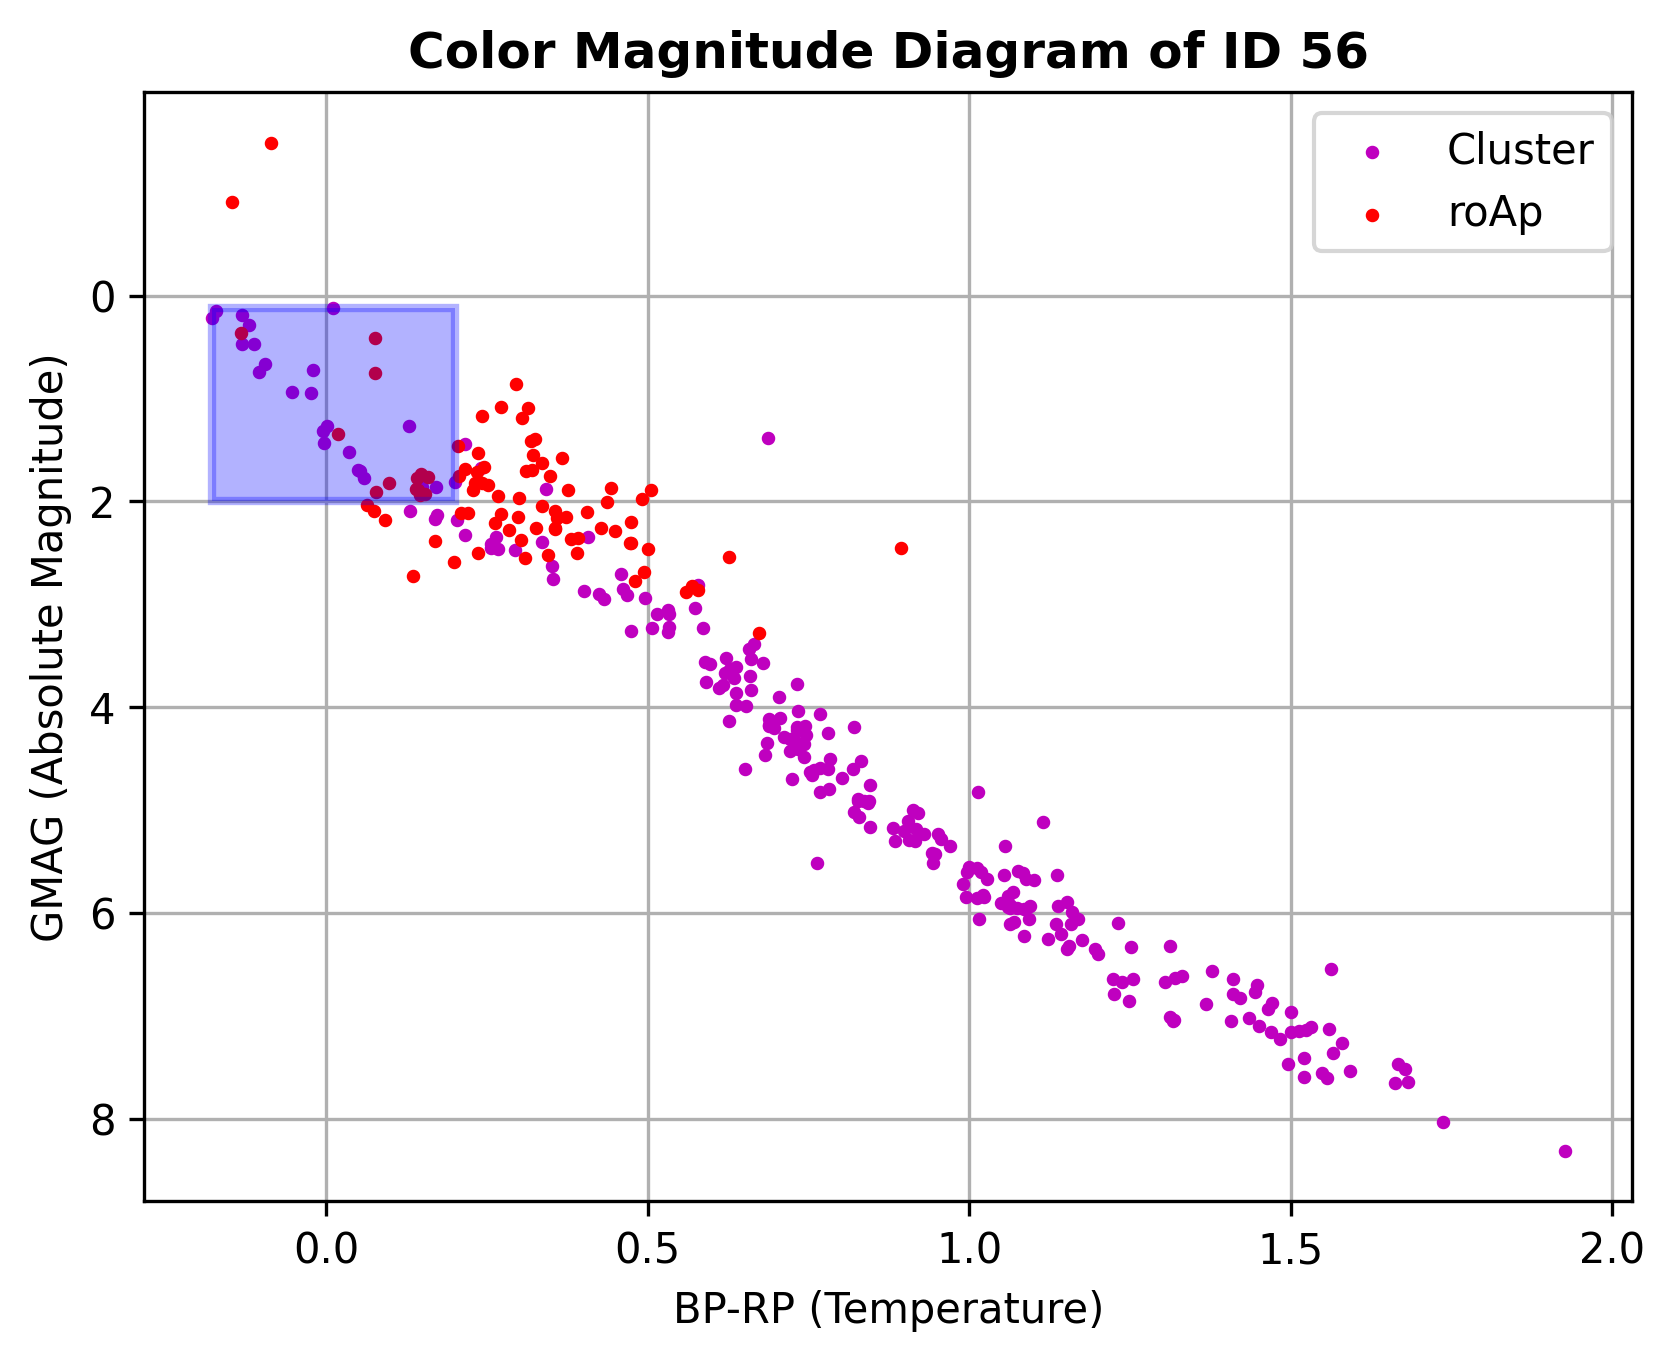 Color Magnitude Diagram of ID 56
Cluster
roAp
GMAG (Absolute Magnitude)
0
2
4
6
8
0.0 0.5 1.0 1.5 2.0
BP-RP (Temperature)